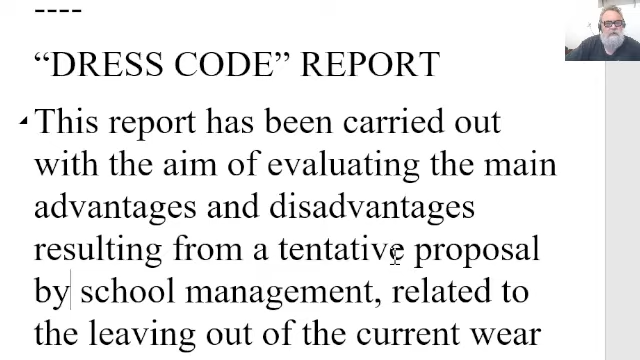 ----
“DRESS CODE” REPORT
This report has been carried out
with the aim of evaluating the main
advantages and disadvantages
resulting from a tentative proposal
by school management, related to
the leaving out of the current wear